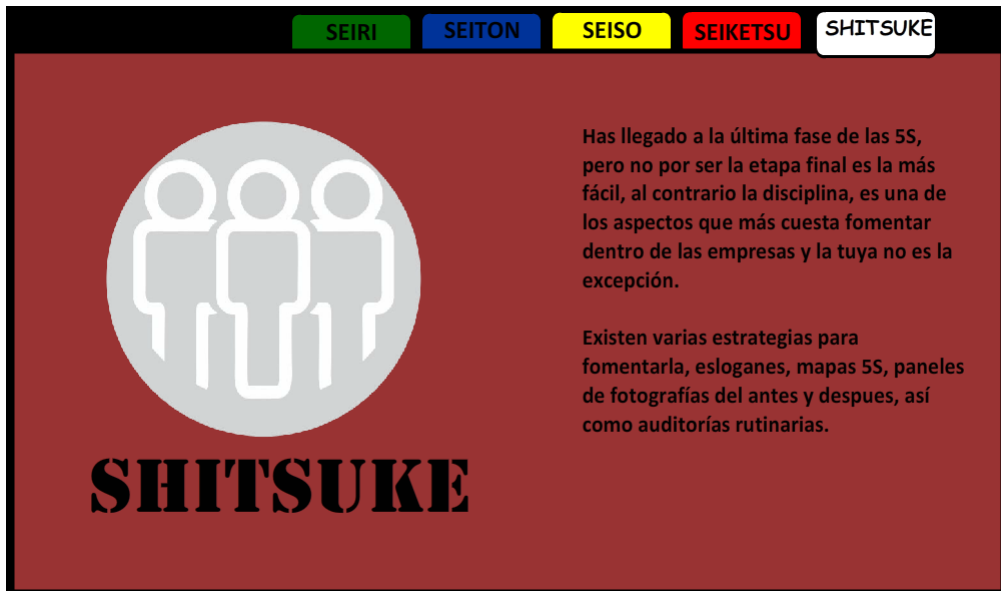 SEIRI
SEITON
SEISO
SEIKETSU
SHITSUKE
Has llegado a la última fase de las 5S,
pero no por ser la etapa final es la más
fácil, al contrario la disciplina, es una de
los aspectos que más cuesta fomentar
dentro de las empresas y la tuya no es la
excepción.
Existen varias estrategias para
fomentarla, esloganes, mapas 5S, paneles
de fotografías del antes y despues, así
como auditorías rutinarias.
SHITSUKE